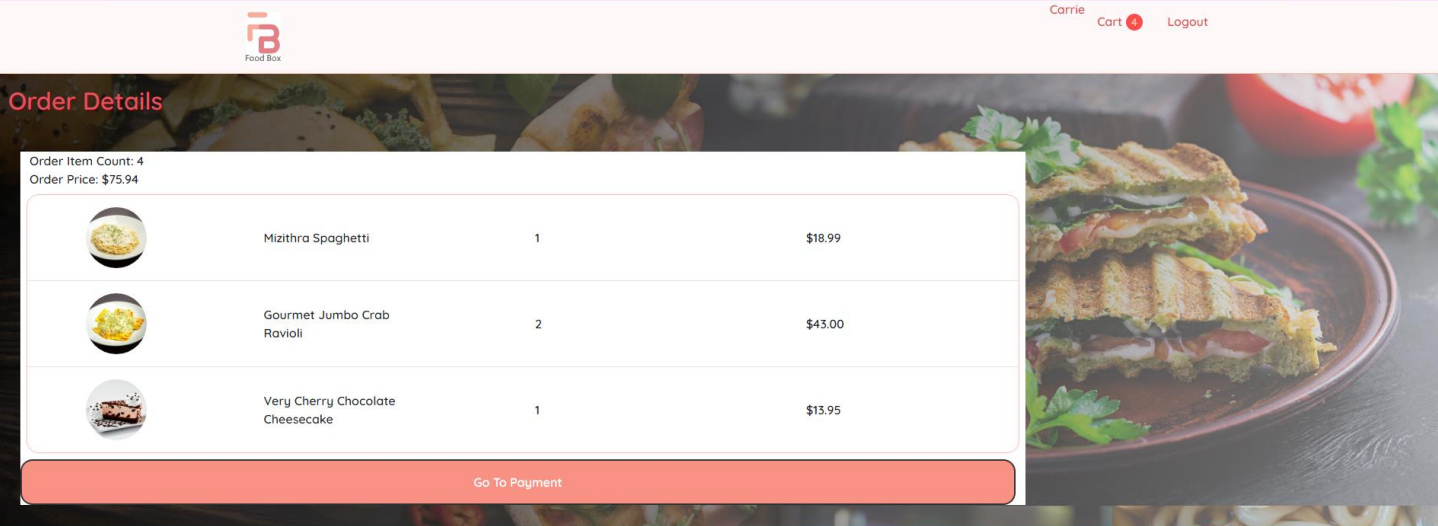 Carrie
Cart 4 Logout
Food Box
Order Details
Order Item Count: 4
Order Price: $75.94
Mizithra Spaghetti 1 $18.99
Gourmet Jumbo Crab
Ravioli 2 $43.00
Very Cherry Chocolate
Cheesecake 1 $13.95
Go To Payment